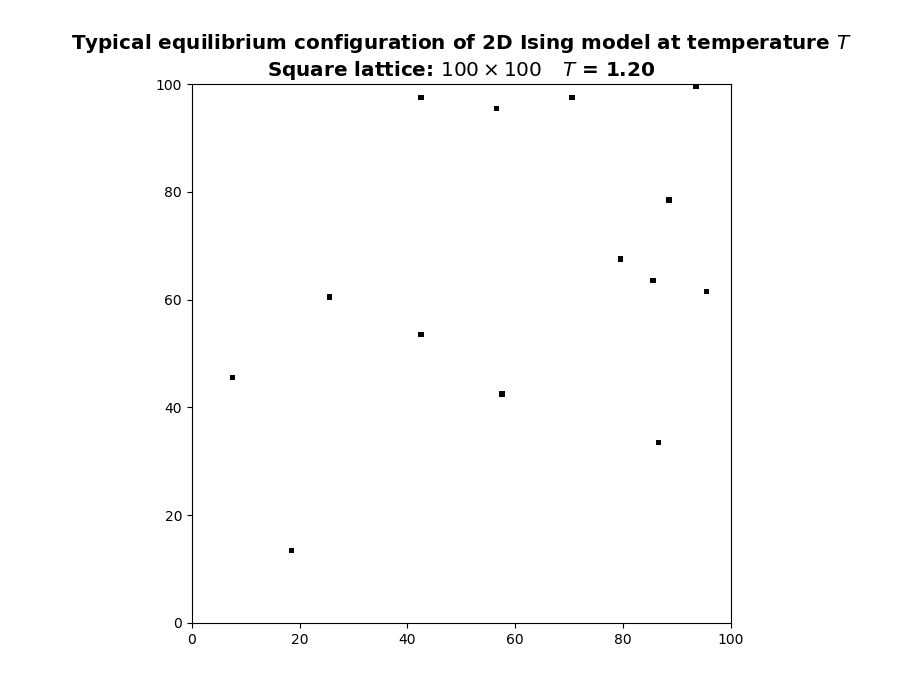 Typical equilibrium configuration of 2D Ising model at temperature T
Square lattice: 100 × 100 T = 1.20
100
80
60
40
20
0
0 20 40 60 80 100